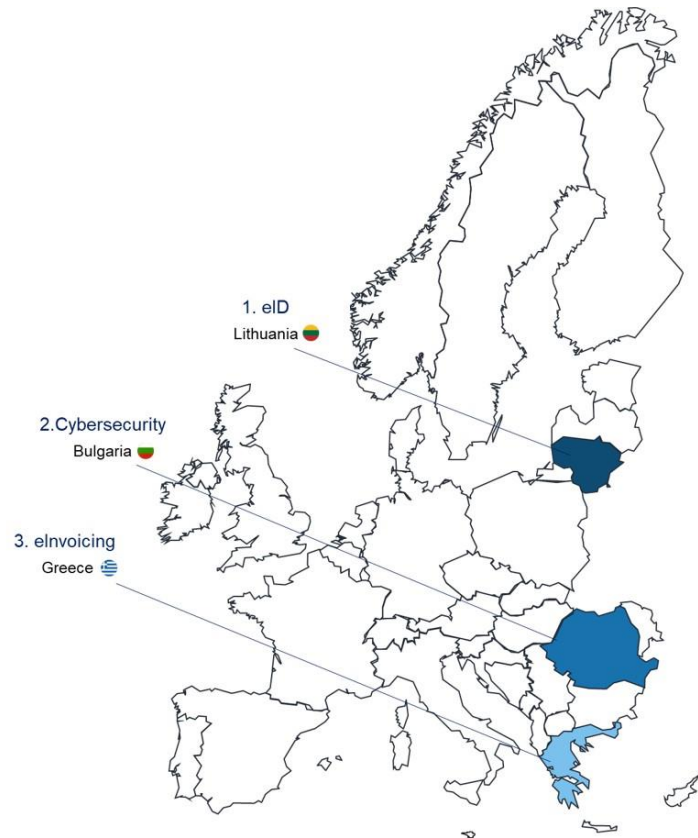 1. eID
Lithuania
2.Cybersecurity
Bulgaria
3. eInvoicing
Greece